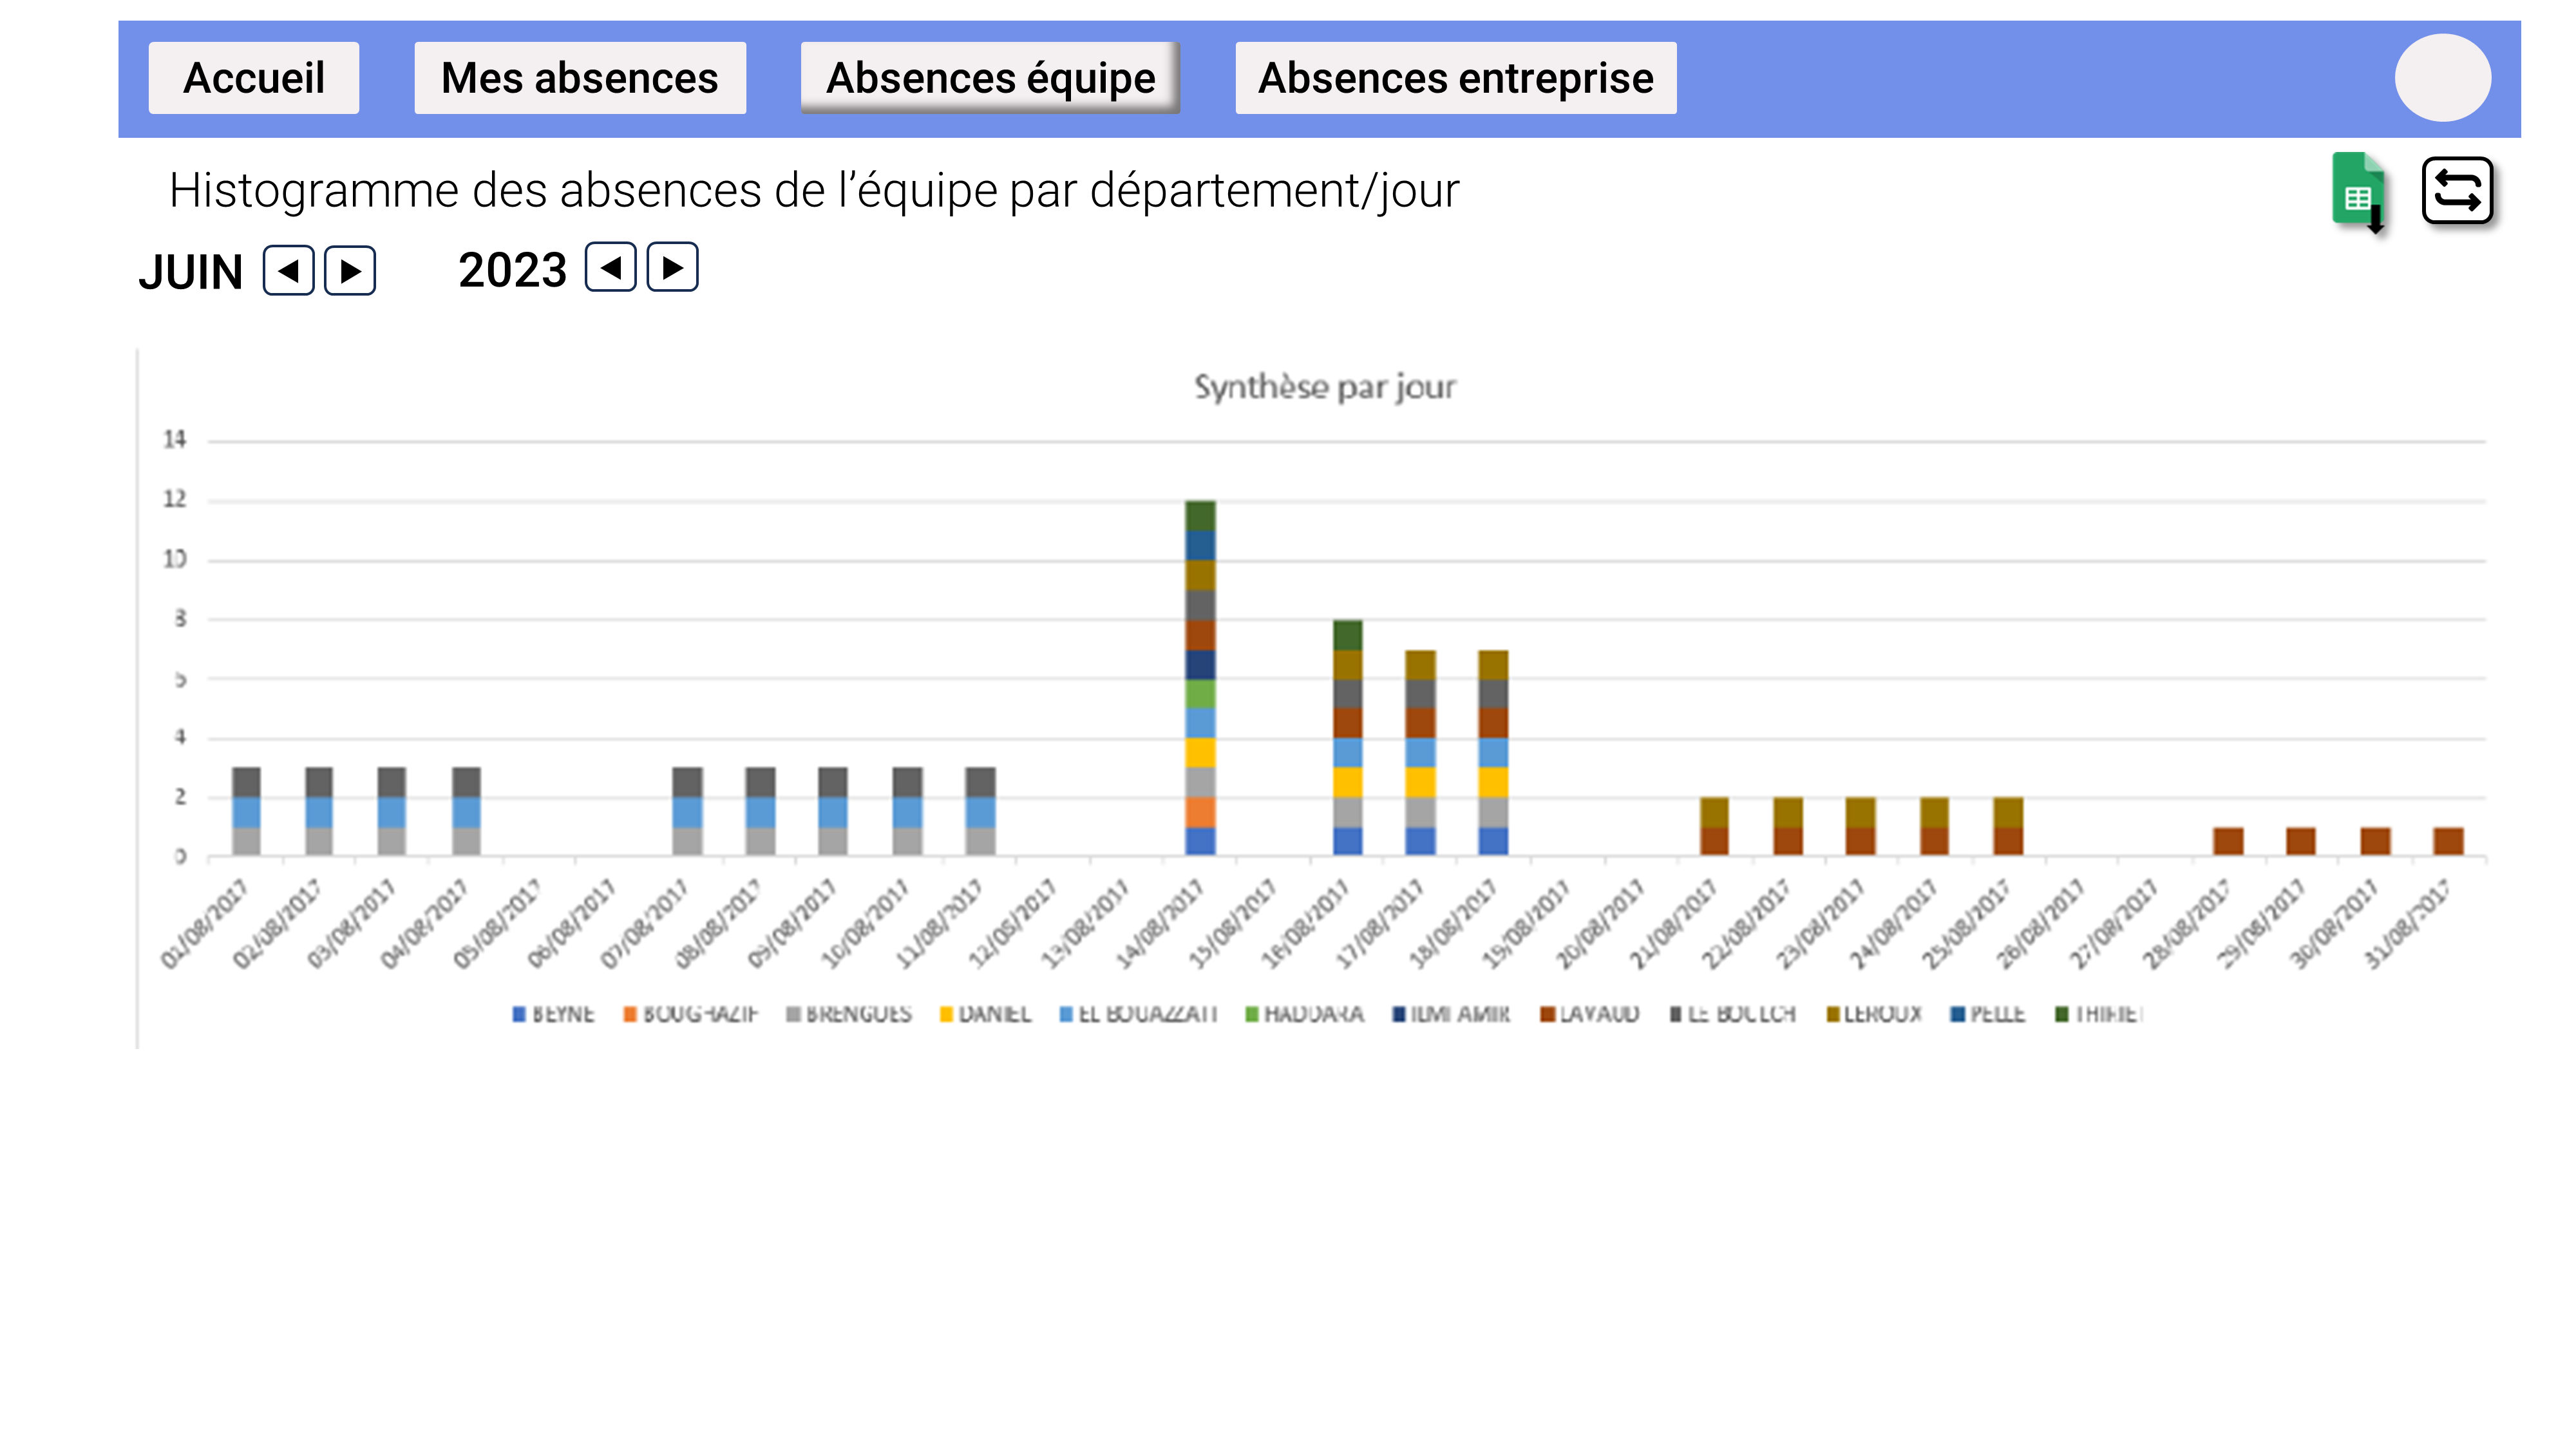 Accueil Mes absences Absences équipe Absences entreprise
Histogramme des absences de l’équipe par département/jour
JUIN 2023
Synthèse par jour
14
12
10
8
6
4
2
0
01/08/2017 02/08/2017 03/08/2017 04/08/2017 05/08/2017 06/08/2017 07/08/2017 08/08/2017 09/08/2017 10/08/2017 11/08/2017 12/08/2017 13/08/2017 14/08/2017 15/08/2017 16/08/2017 17/08/2017 18/08/2017 19/08/2017 20/08/2017 21/08/2017 22/08/2017 23/08/2017 24/08/2017 25/08/2017 26/08/2017 27/08/2017 28/08/2017 29/08/2017 30/08/2017 31/08/2017
BEYNE BRENGUES DANIEL EL BOUAZZATI HADDARA ILMI AMIR LAVAUD LE BOULCH LEROUX PELLE